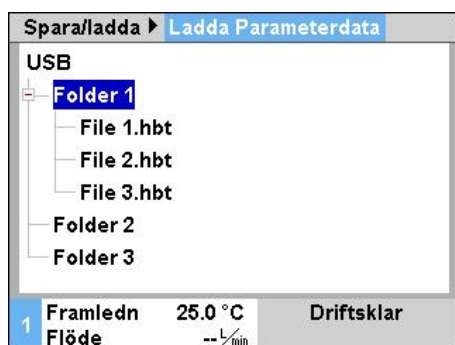 Spara/ladda ▶ Ladda Parameterdata
USB
Folder 1
File 1.hbt
File 2.hbt
File 3.hbt
Folder 2
Folder 3
1 Framledn 25.0 °C Driftsklar
Flöde -- L/min